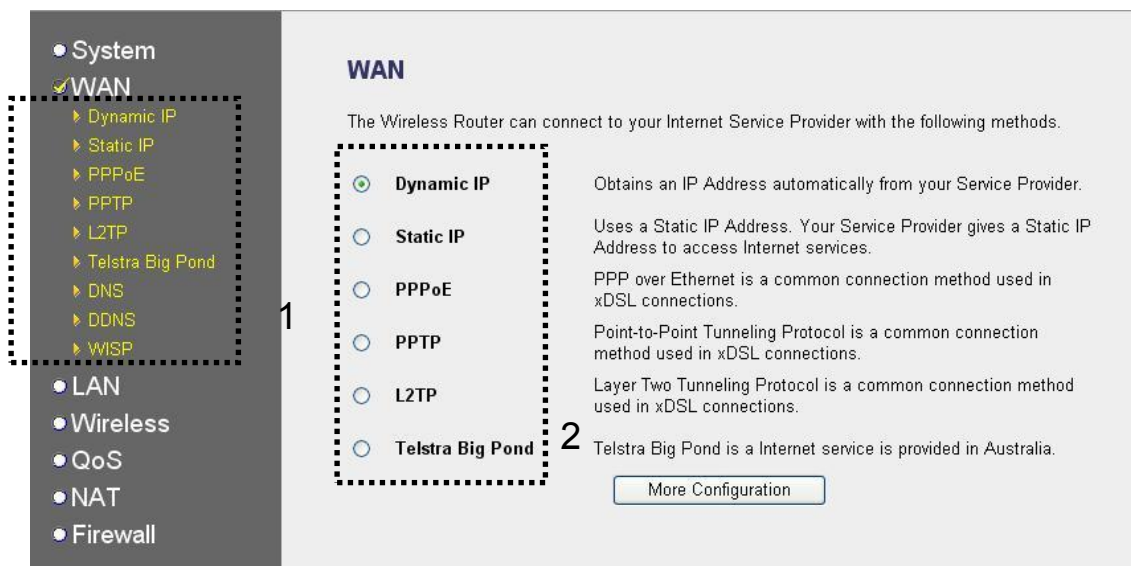 System
WAN
Dynamic IP
Static IP
PPPoE
PPTP
L2TP
Telstra Big Pond
DNS
DDNS
WISP
1
LAN
Wireless
QoS
NAT
Firewall
WAN
The Wireless Router can connect to your Internet Service Provider with the following methods.
Dynamic IP Obtains an IP Address automatically from your Service Provider.
Static IP Uses a Static IP Address. Your Service Provider gives a Static IP
Address to access Internet services.
PPPoE PPP over Ethernet is a common connection method used in
xDSL connections.
PPTP Point-to-Point Tunneling Protocol is a common connection
method used in xDSL connections.
L2TP Layer Two Tunneling Protocol is a common connection method
used in xDSL connections.
Telstra Big Pond 2 Telstra Big Pond is a Internet service is provided in Australia.
More Configuration